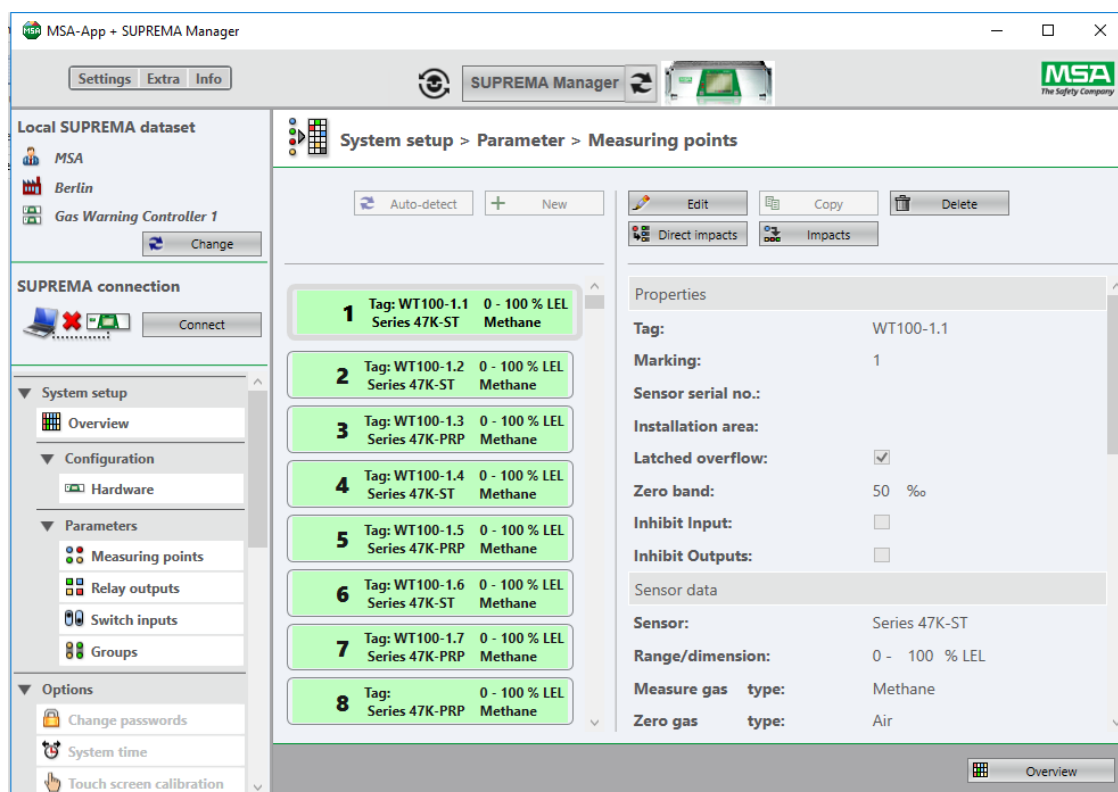 MSA-App + SUPREMA Manager
Settings Extra Info
SUPREMA Manager
MSA
The Safety Company
Local SUPREMA dataset
MSA
Berlin
Gas Warning Controller 1
Change
SUPREMA connection
Connect
System setup
Overview
Configuration
Hardware
Parameters
Measuring points
Relay outputs
Switch inputs
Groups
Options
Change passwords
System time
Touch screen calibration
System setup > Parameter > Measuring points
Auto-detect New
1 Tag: WT100-1.1 0 - 100 % LEL
Series 47K-ST Methane
2 Tag: WT100-1.2 0 - 100 % LEL
Series 47K-ST Methane
3 Tag: WT100-1.3 0 - 100 % LEL
Series 47K-PRP Methane
4 Tag: WT100-1.4 0 - 100 % LEL
Series 47K-ST Methane
5 Tag: WT100-1.5 0 - 100 % LEL
Series 47K-PRP Methane
6 Tag: WT100-1.6 0 - 100 % LEL
Series 47K-ST Methane
7 Tag: WT100-1.7 0 - 100 % LEL
Series 47K-PRP Methane
8 Tag: 0 - 100 % LEL
Series 47K-PRP Methane
Edit Copy Delete
Direct impacts Impacts
Properties
Tag: WT100-1.1
Marking: 1
Sensor serial no.:
Installation area:
Latched overflow:
Zero band: 50 ‰
Inhibit Input:
Inhibit Outputs:
Sensor data
Sensor: Series 47K-ST
Range/dimension: 0 - 100 % LEL
Measure gas type: Methane
Zero gas type: Air
Overview